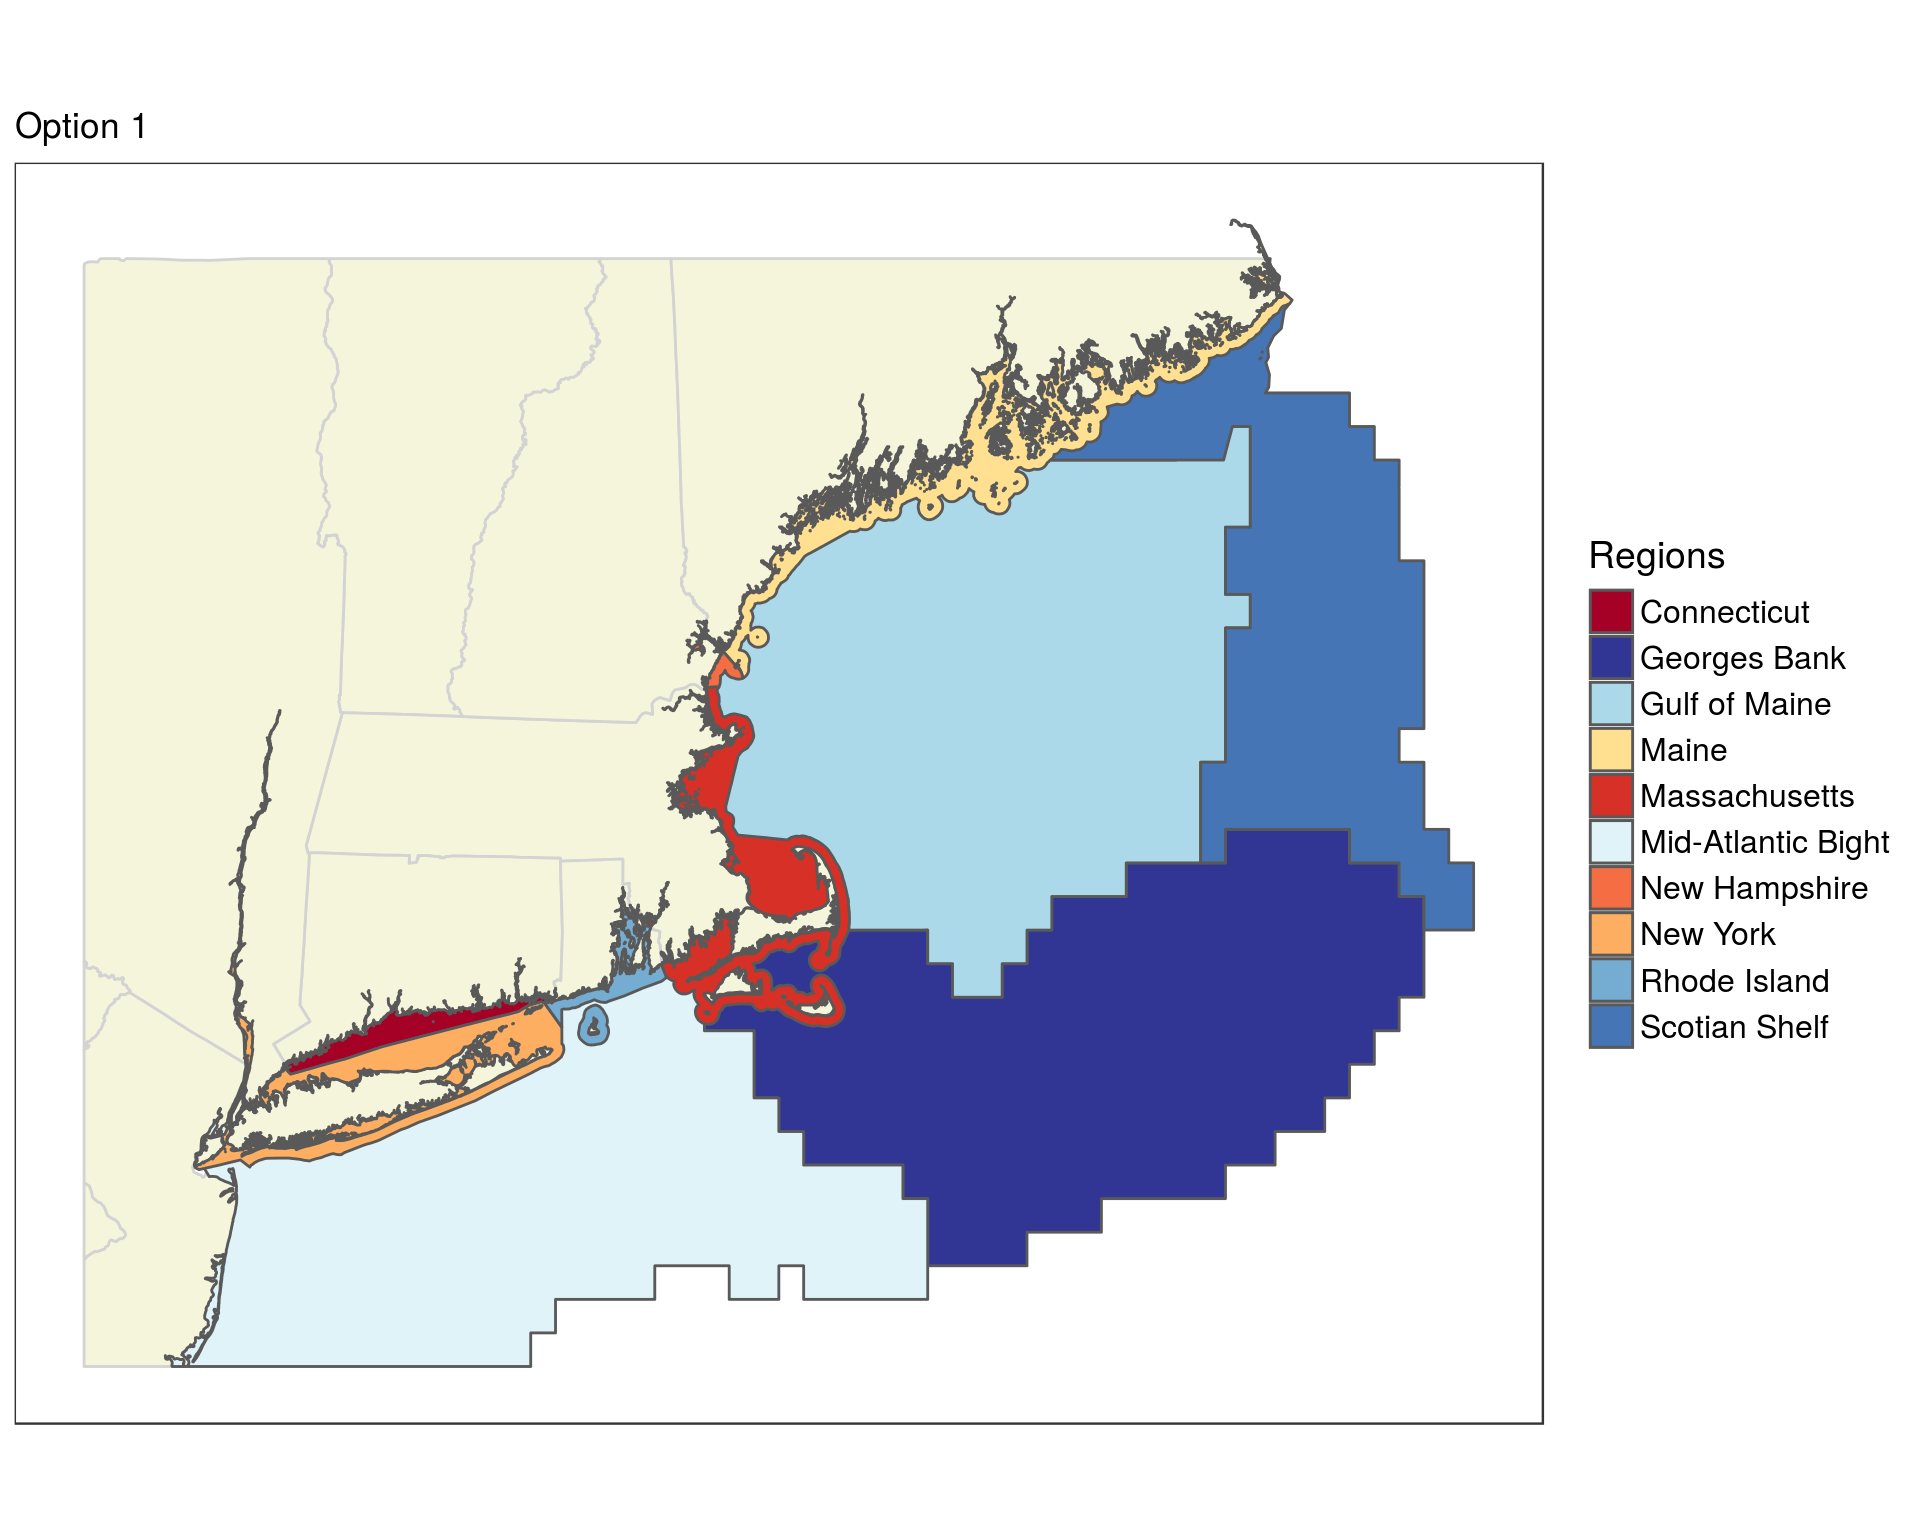 Option 1
Regions
Connecticut
Georges Bank
Gulf of Maine
Maine
Massachusetts
Mid-Atlantic Bight
New Hampshire
New York
Rhode Island
Scotian Shelf